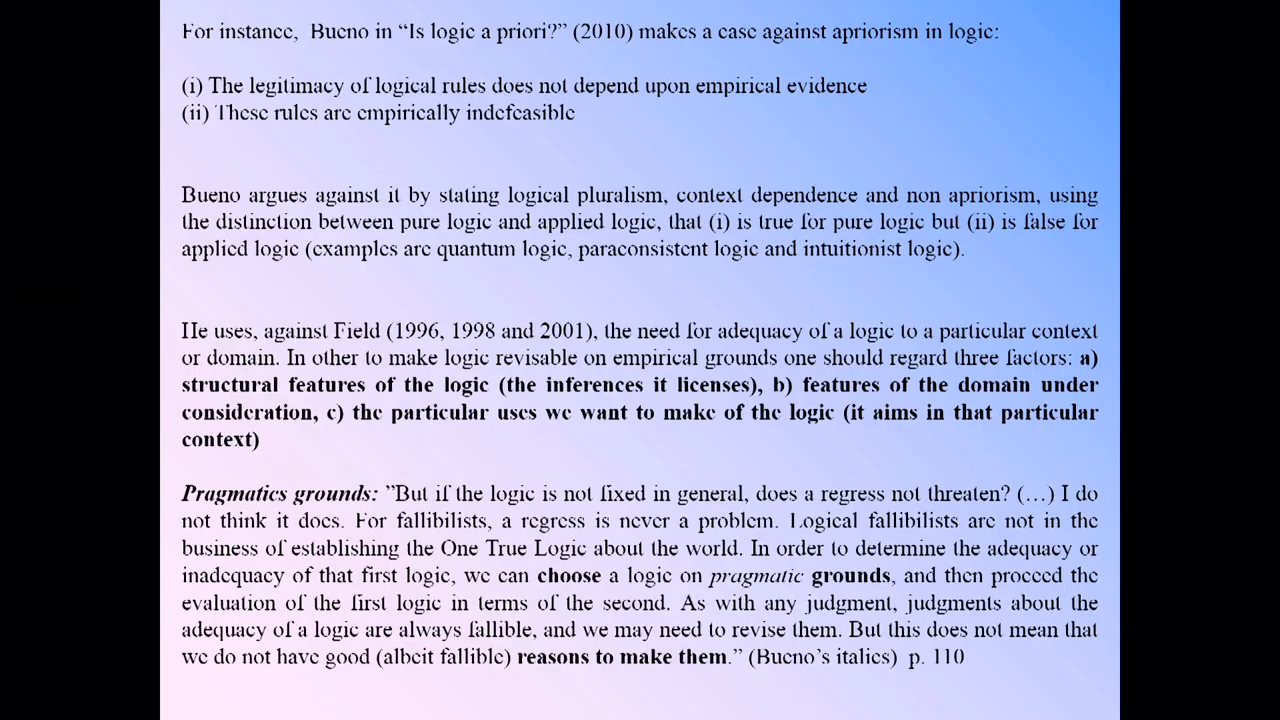 For instance, Bueno in “Is logic a priori?” (2010) makes a case against apriorism in logic:
(i) The legitimacy of logical rules does not depend upon empirical evidence
(ii) These rules are empirically indefeasible
Bueno argues against it by stating logical pluralism, context dependence and non apriorism, using
the distinction between pure logic and applied logic, that (i) is true for pure logic but (ii) is false for
applied logic (examples are quantum logic, paraconsistent logic and intuitionist logic).
He uses, against Field (1996, 1998 and 2001), the need for adequacy of a logic to a particular context
or domain. In other to make logic revisable on empirical grounds one should regard three factors: a)
structural features of the logic (the inferences it licenses), b) features of the domain under
consideration, c) the particular uses we want to make of the logic (it aims in that particular
context)
Pragmatics grounds: ”But if the logic is not fixed in general, does a regress not threaten? (…) I do
not think it does. For fallibilists, a regress is never a problem. Logical fallibilists are not in the
business of establishing the One True Logic about the world. In order to determine the adequacy or
inadequacy of that first logic, we can choose a logic on pragmatic grounds, and then proceed the
evaluation of the first logic in terms of the second. As with any judgment, judgments about the
adequacy of a logic are always fallible, and we may need to revise them. But this does not mean that
we do not have good (albeit fallible) reasons to make them.” (Bueno’s italics) p. 110